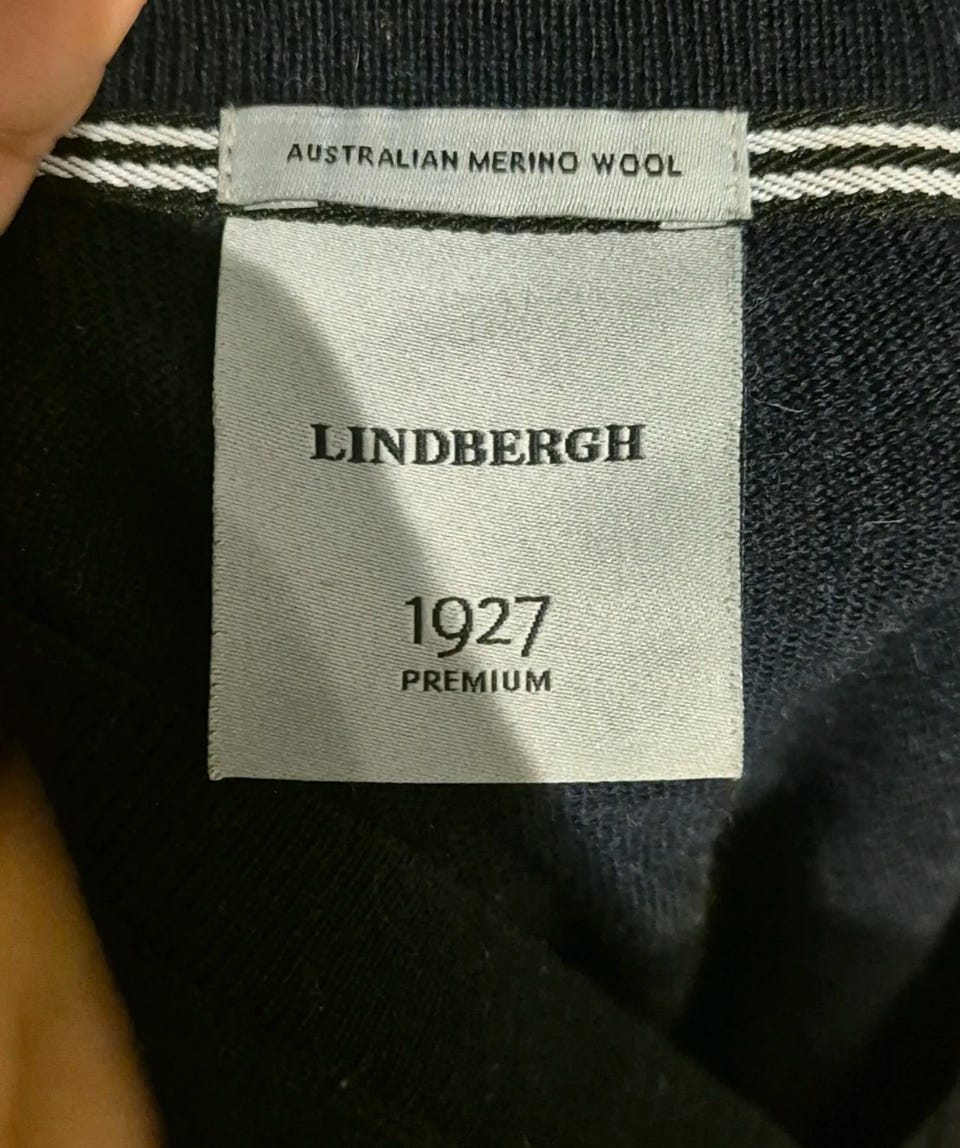 AUSTRALIAN MERINO WOOL
LINDBERGH
1927
PREMIUM